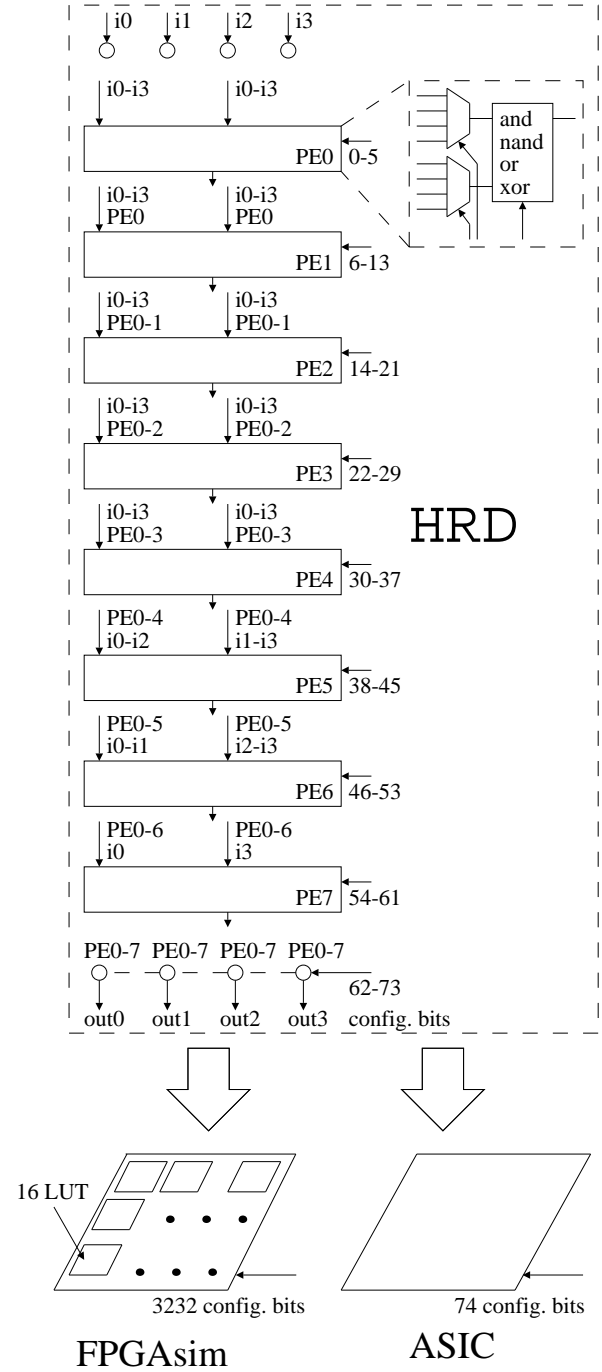 i0 i1 i2 i3
i0-i3 i0-i3
and
nand
or
xor
PE0 0-5
i0-i3 i0-i3
PE0 PE0
PE1 6-13
i0-i3 i0-i3
PE0-1 PE0-1
PE2 14-21
i0-i3 i0-i3
PE0-2 PE0-2
PE3 22-29
HRD
i0-i3 i0-i3
PE0-3 PE0-3
PE4 30-37
PE0-4 PE0-4
i0-i2 i1-i3
PE5 38-45
PE0-5 PE0-5
i0-i1 i2-i3
PE6 46-53
PE0-6 PE0-6
i0 i3
PE7 54-61
PE0-7 PE0-7 PE0-7 PE0-7
62-73
out0 out1 out2 out3 config. bits
16 LUT
3232 config. bits 74 config. bits
FPGAsim ASIC